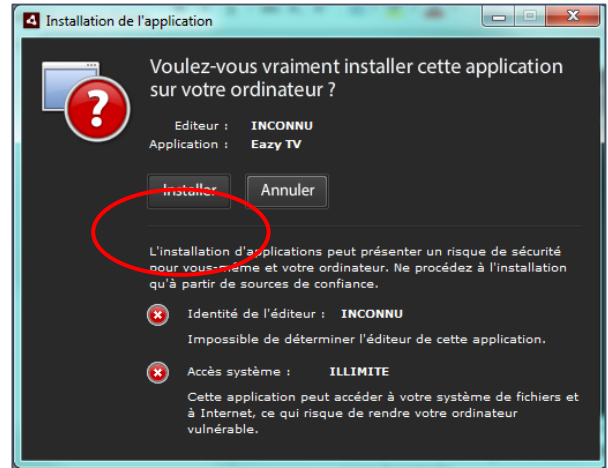 Installation de l'application
Voulez-vous vraiment installer cette application
sur votre ordinateur ?
Editeur : INCONNU
Application : Eazy TV
Installer Annuler
L'installation d'applications peut présenter un risque de sécurité
pour vous-même et votre ordinateur. Ne procédez à l'installation
qu'à partir de sources de confiance.
Identité de l'éditeur : INCONNU
Impossible de déterminer l'éditeur de cette application.
Accès système : ILLIMITE
Cette application peut accéder à votre système de fichiers et
à Internet, ce qui risque de rendre votre ordinateur
vulnérable.